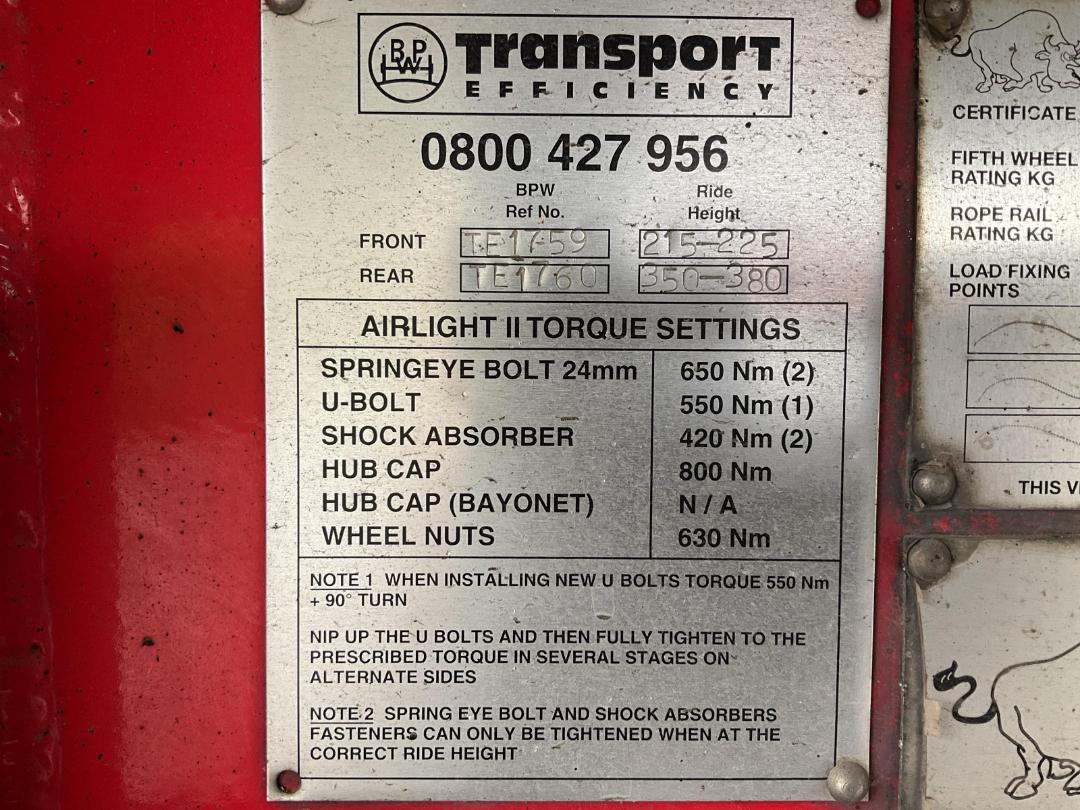 BPW
Transport
EFFICIENCY
0800 427 956
BPW Ride
Ref No. Height
FRONT TE1759 215-225
REAR TE1760 350-380
AIRLIGHT II TORQUE SETTINGS
SPRINGEYE BOLT 24mm 650 Nm (2)
U-BOLT 550 Nm (1)
SHOCK ABSORBER 420 Nm (2)
HUB CAP 800 Nm
HUB CAP (BAYONET) N / A
WHEEL NUTS 630 Nm
NOTE 1 WHEN INSTALLING NEW U BOLTS TORQUE 550 Nm
+ 90° TURN
NIP UP THE U BOLTS AND THEN FULLY TIGHTEN TO THE
PRESCRIBED TORQUE IN SEVERAL STAGES ON
ALTERNATE SIDES
NOTE 2 SPRING EYE BOLT AND SHOCK ABSORBERS
FASTENERS CAN ONLY BE TIGHTENED WHEN AT THE
CORRECT RIDE HEIGHT
CERTIFICATE
FIFTH WHEEL
RATING KG
ROPE RAIL
RATING KG
LOAD FIXING
POINTS
THIS